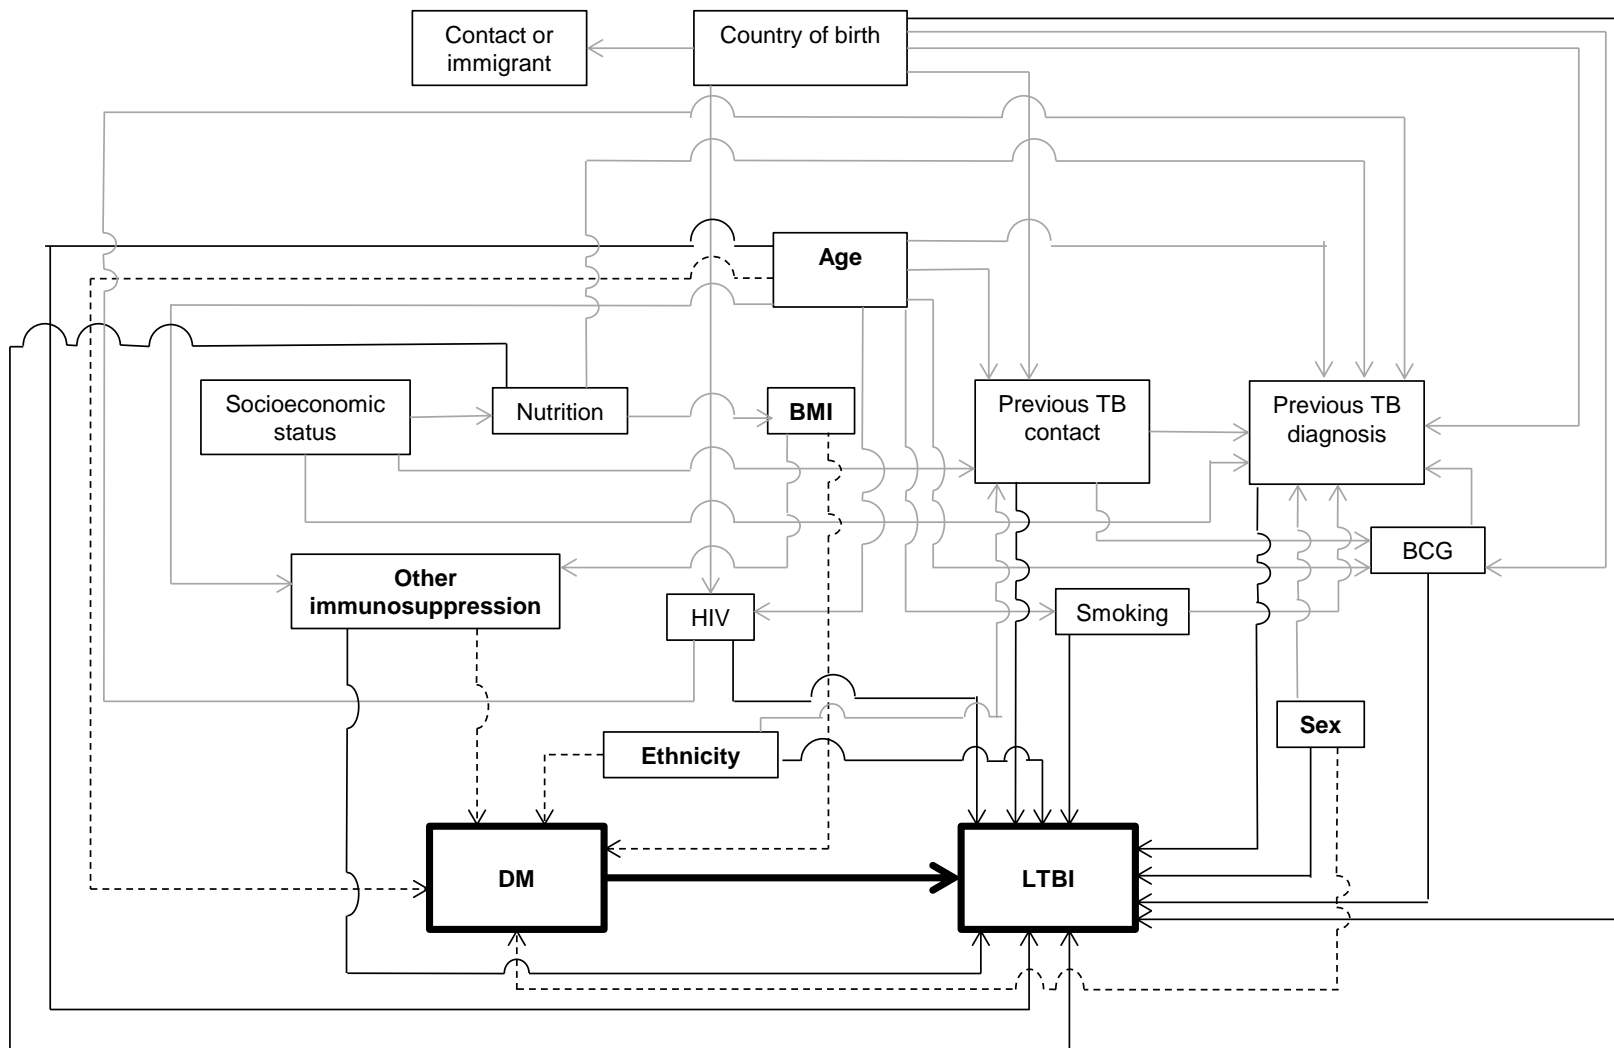 Contact or
immigrant
Country of birth
Age
Socioeconomic
status
Nutrition
BMI
Previous TB
contact
Previous TB
diagnosis
BCG
Other
immunosuppression
HIV
Smoking
Sex
Ethnicity
DM
LTBI